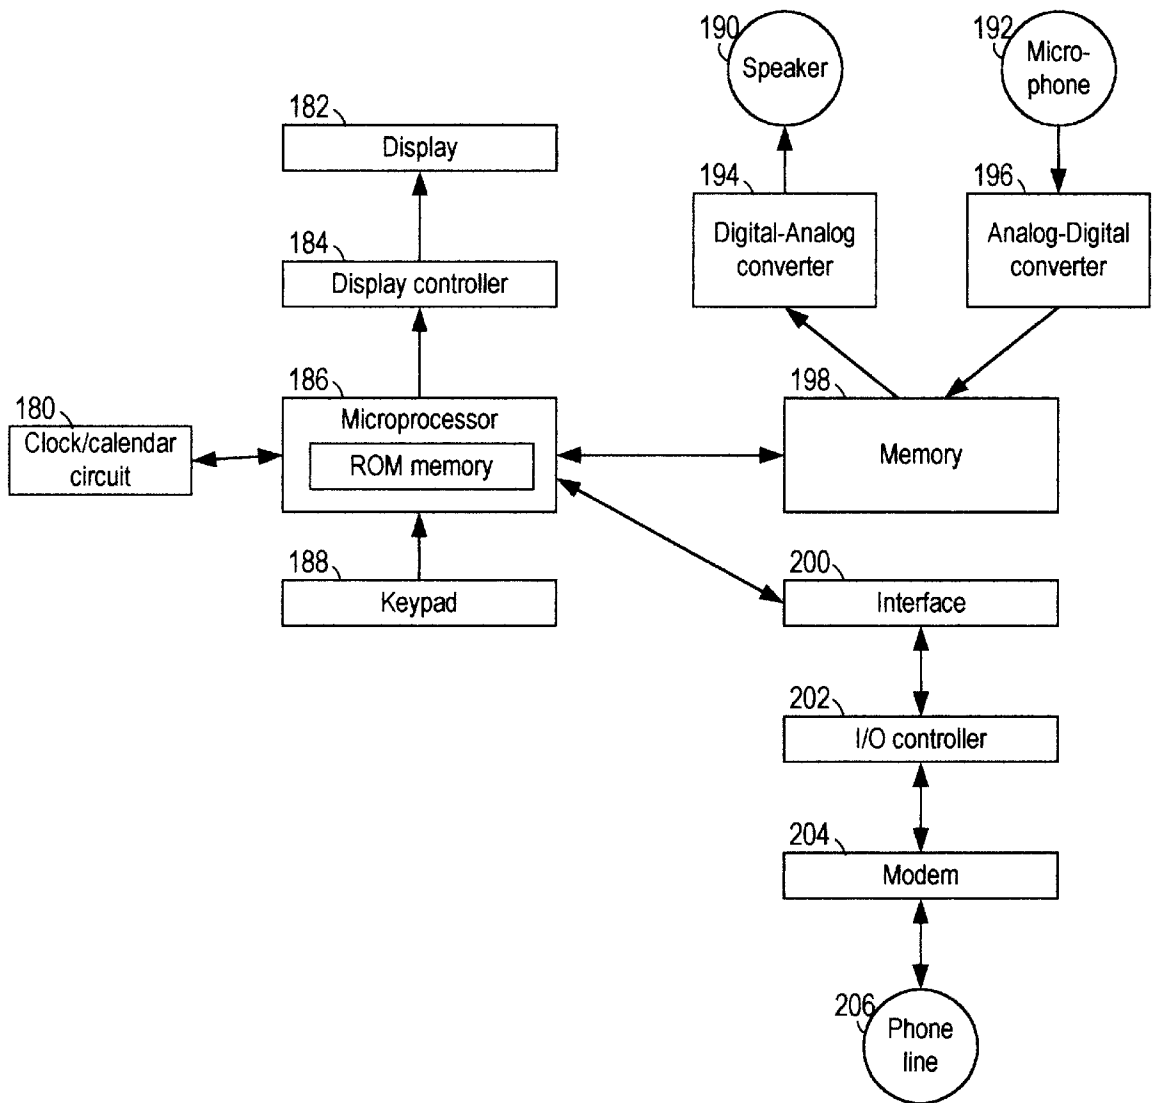 190
Speaker
192
Micro-
phone
182
Display
194
Digital-Analog
converter
196
Analog-Digital
converter
184
Display controller
186
Microprocessor
ROM memory
198
Memory
180
Clock/calendar
circuit
188
Keypad
200
Interface
202
I/O controller
204
Modem
206
Phone
line